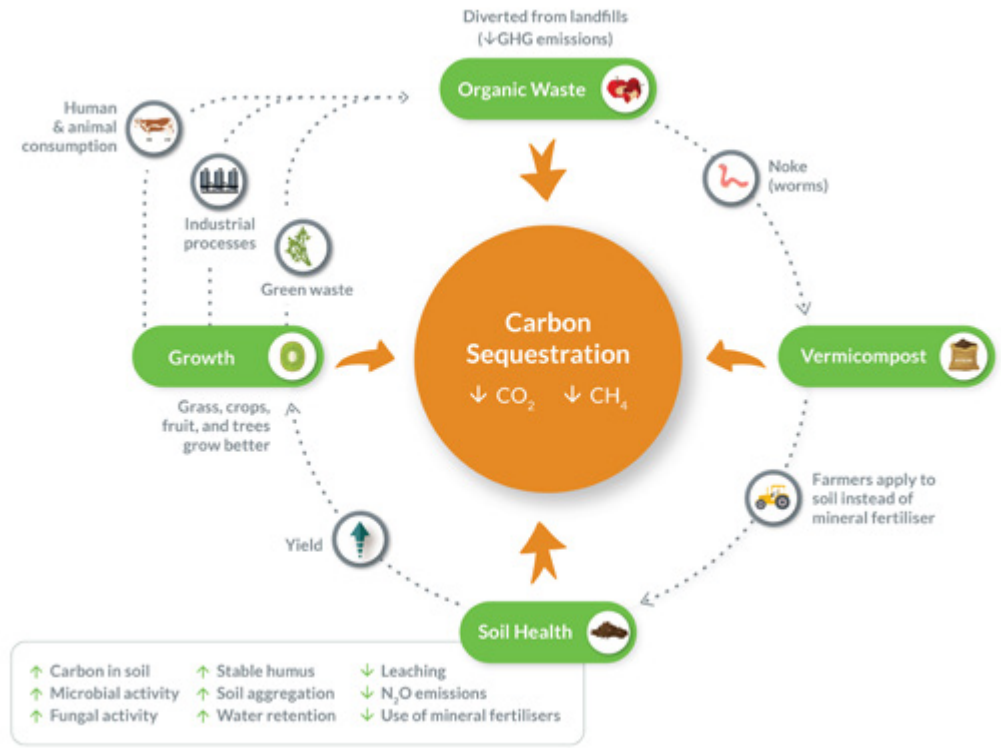 Diverted from landfills
(↓GHG emissions)
Organic Waste
Human
& animal
consumption
Industrial
processes
Green waste
Noke
(worms)
Carbon
Sequestration
↓ CO₂ ↓ CH₄
Growth
Grass, crops,
fruit, and trees
grow better
Vermicompost
Farmers apply to
soil instead of
mineral fertiliser
Yield
Soil Health
↑ Carbon in soil
↑ Microbial activity
↑ Fungal activity
↑ Stable humus
↑ Soil aggregation
↑ Water retention
↓ Leaching
↓ N₂O emissions
↓ Use of mineral fertilisers